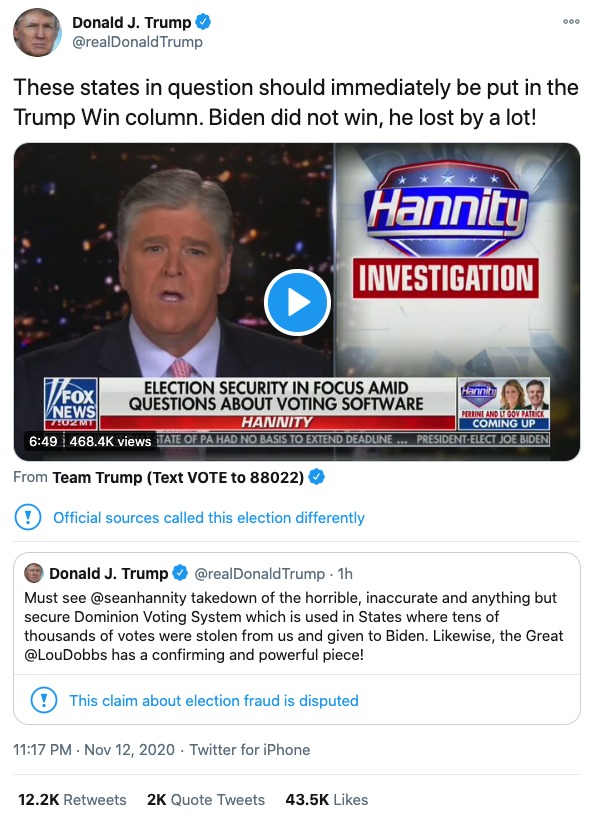 Donald J. Trump
@realDonaldTrump
These states in question should immediately be put in the
Trump Win column. Biden did not win, he lost by a lot!
Hannity
INVESTIGATION
FOX
NEWS
7:02 MT
ELECTION SECURITY IN FOCUS AMID
QUESTIONS ABOUT VOTING SOFTWARE
HANNITY
Hannity
PERRINE AND LT GOV PATRICK
COMING UP
6:49 468.4K views
STATE OF PA HAD NO BASIS TO EXTEND DEADLINE ... PRESIDENT-ELECT JOE BIDEN
From Team Trump (Text VOTE to 88022)
Official sources called this election differently
Donald J. Trump @realDonaldTrump · 1h
Must see @seanhannity takedown of the horrible, inaccurate and anything but
secure Dominion Voting System which is used in States where tens of
thousands of votes were stolen from us and given to Biden. Likewise, the Great
@LouDobbs has a confirming and powerful piece!
This claim about election fraud is disputed
11:17 PM · Nov 12, 2020 · Twitter for iPhone
12.2K Retweets 2K Quote Tweets 43.5K Likes